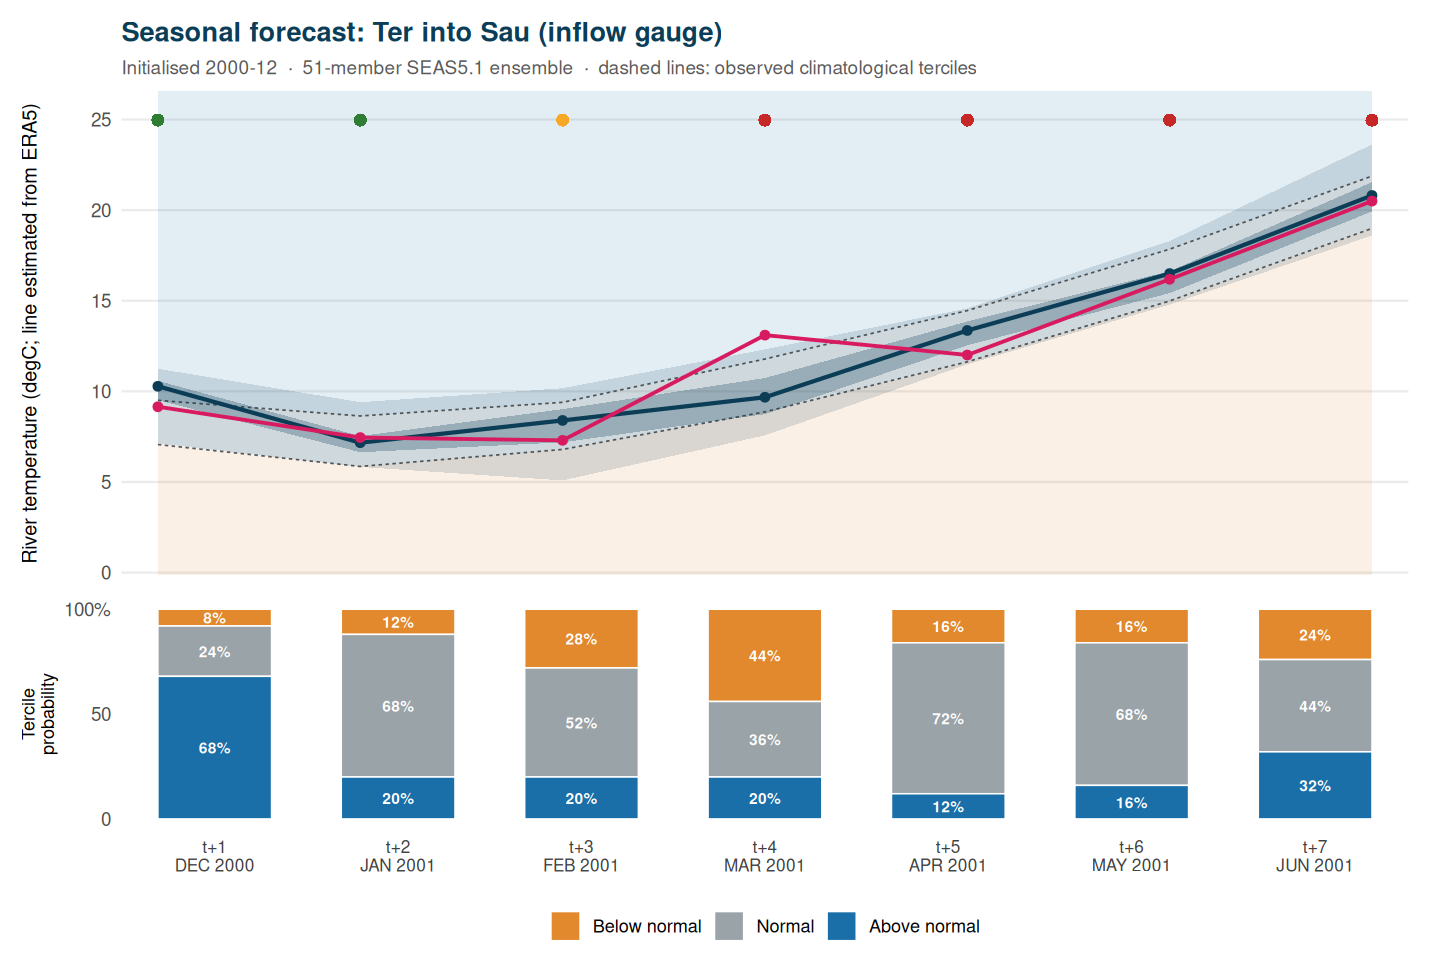 Seasonal forecast: Ter into Sau (inflow gauge)
Initialised 2000-12 · 51-member SEAS5.1 ensemble · dashed lines: observed climatological terciles
River temperature (degC; line estimated from ERA5)
25
20
15
10
5
0
Tercile
probability
100%
50
0
8%
24%
68%
12%
68%
20%
28%
52%
20%
44%
36%
20%
16%
72%
12%
16%
68%
16%
24%
44%
32%
t+1
DEC 2000
t+2
JAN 2001
t+3
FEB 2001
t+4
MAR 2001
t+5
APR 2001
t+6
MAY 2001
t+7
JUN 2001
Below normal
Normal
Above normal